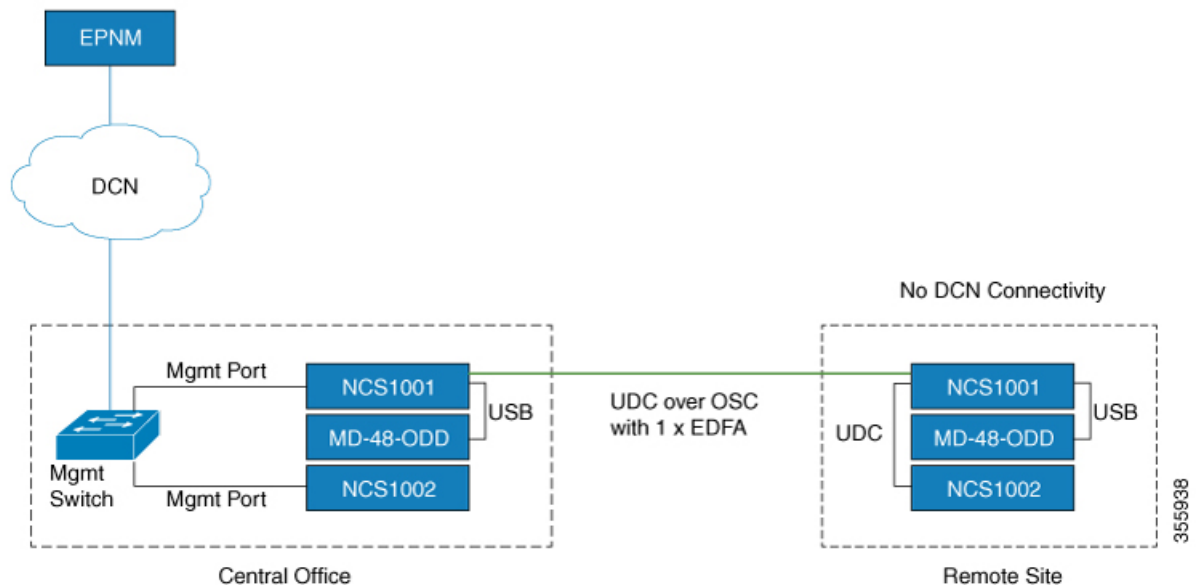 EPNM
DCN
No DCN Connectivity
Mgmt Port
NCS1001
USB
MD-48-ODD
Mgmt
Switch
Mgmt Port
NCS1002
UDC over OSC
with 1 x EDFA
NCS1001
UDC
USB
MD-48-ODD
NCS1002
355938
Central Office
Remote Site